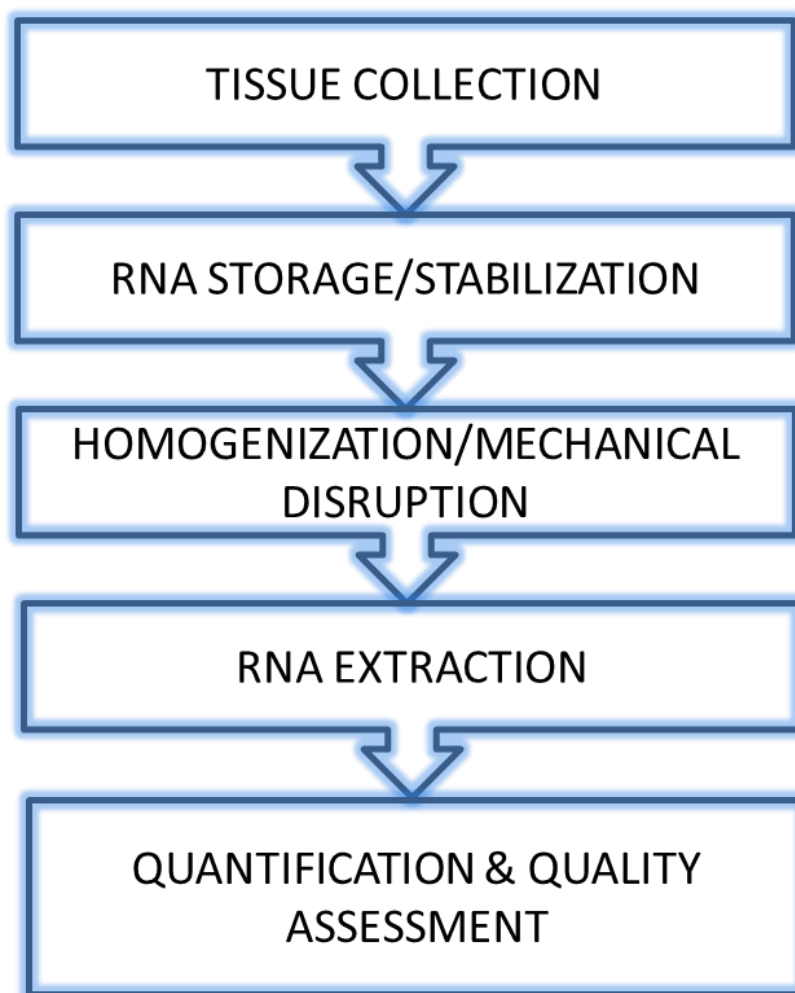 TISSUE COLLECTION
RNA STORAGE/STABILIZATION
HOMOGENIZATION/MECHANICAL
DISRUPTION
RNA EXTRACTION
QUANTIFICATION & QUALITY
ASSESSMENT